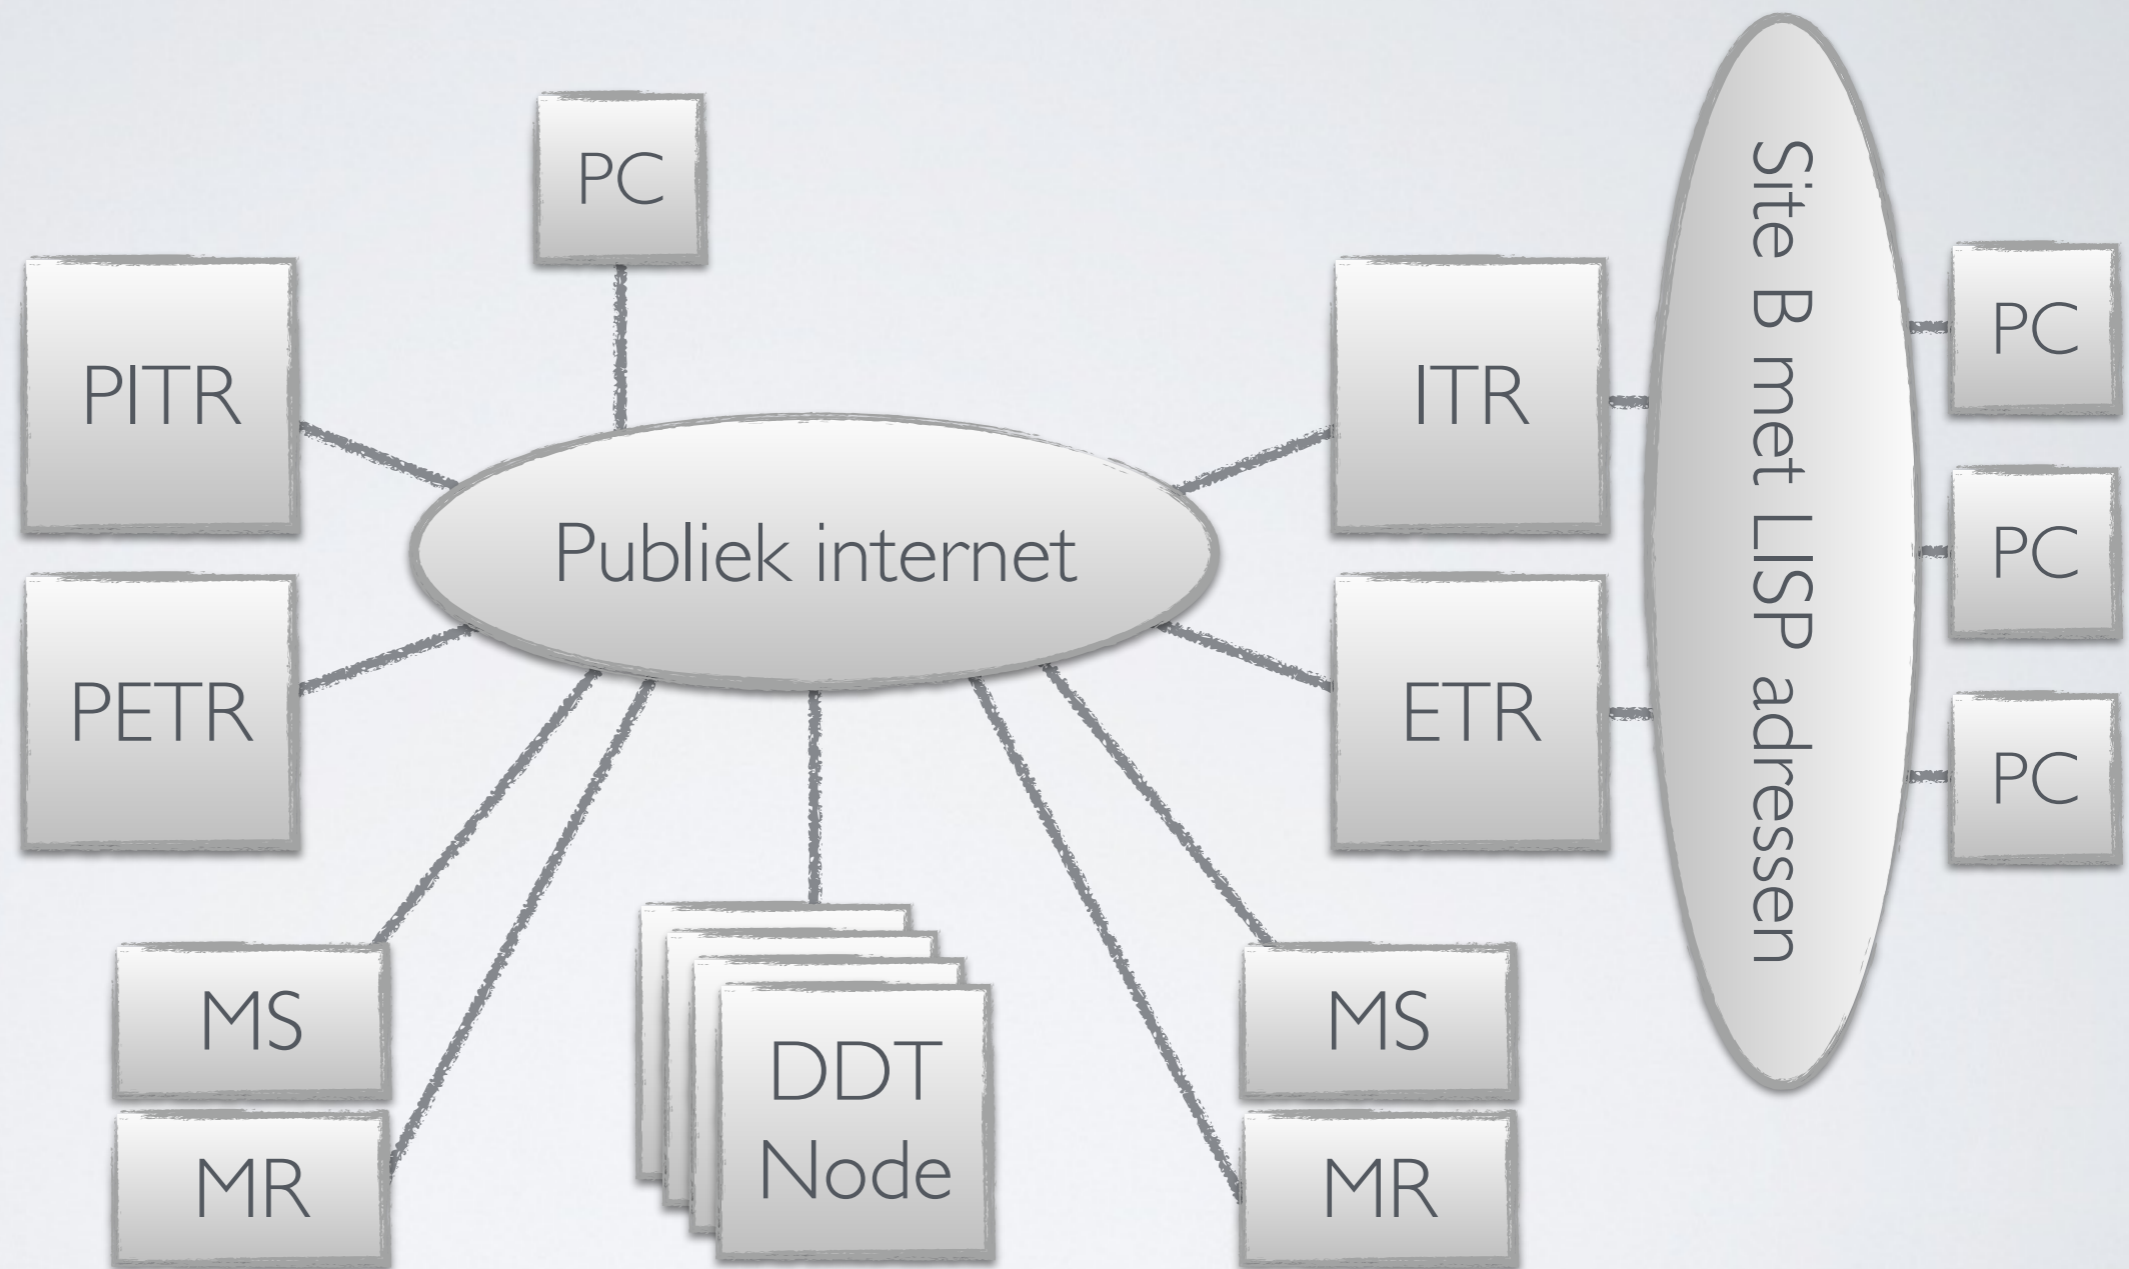 PC
PITR
ITR
Site B met LISP adressen
PC
Publiek internet
PC
PETR
ETR
PC
MS
DDT
Node
MS
MR
MR